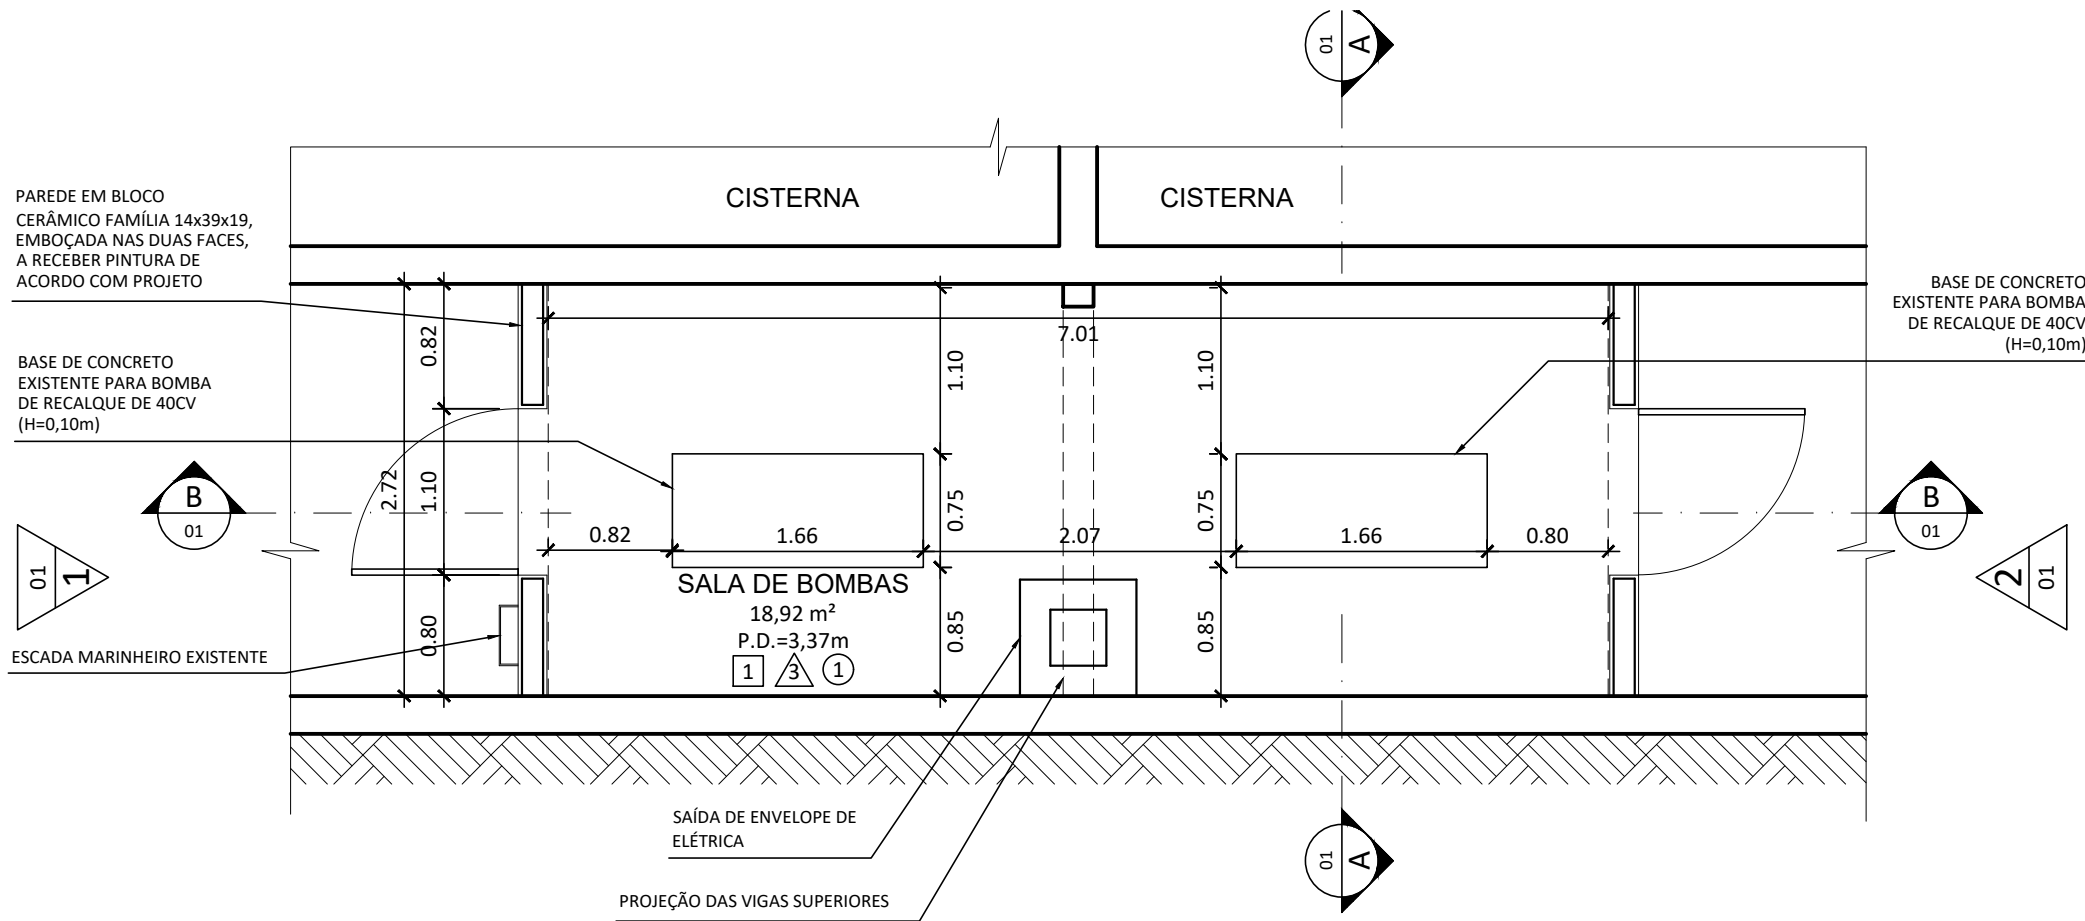 01
A
CISTERNA
CISTERNA
PAREDE EM BLOCO
CERÂMICO FAMÍLIA 14x39x19,
EMBOÇADA NAS DUAS FACES,
A RECEBER PINTURA DE
ACORDO COM PROJETO
BASE DE CONCRETO
EXISTENTE PARA BOMBA
DE RECALQUE DE 40CV
(H=0,10m)
BASE DE CONCRETO
EXISTENTE PARA BOMBA
DE RECALQUE DE 40CV
(H=0,10m)
7.01
0.82
1.10
1.10
2.72
1.10
0.75
0.75
B
01
B
01
0.82
1.66
2.07
1.66
0.80
01
1
2
01
SALA DE BOMBAS
18,92 m²
P.D.=3,37m
1
3
1
0.80
0.85
0.85
ESCADA MARINHEIRO EXISTENTE
SAÍDA DE ENVELOPE DE
ELÉTRICA
PROJEÇÃO DAS VIGAS SUPERIORES
01
A